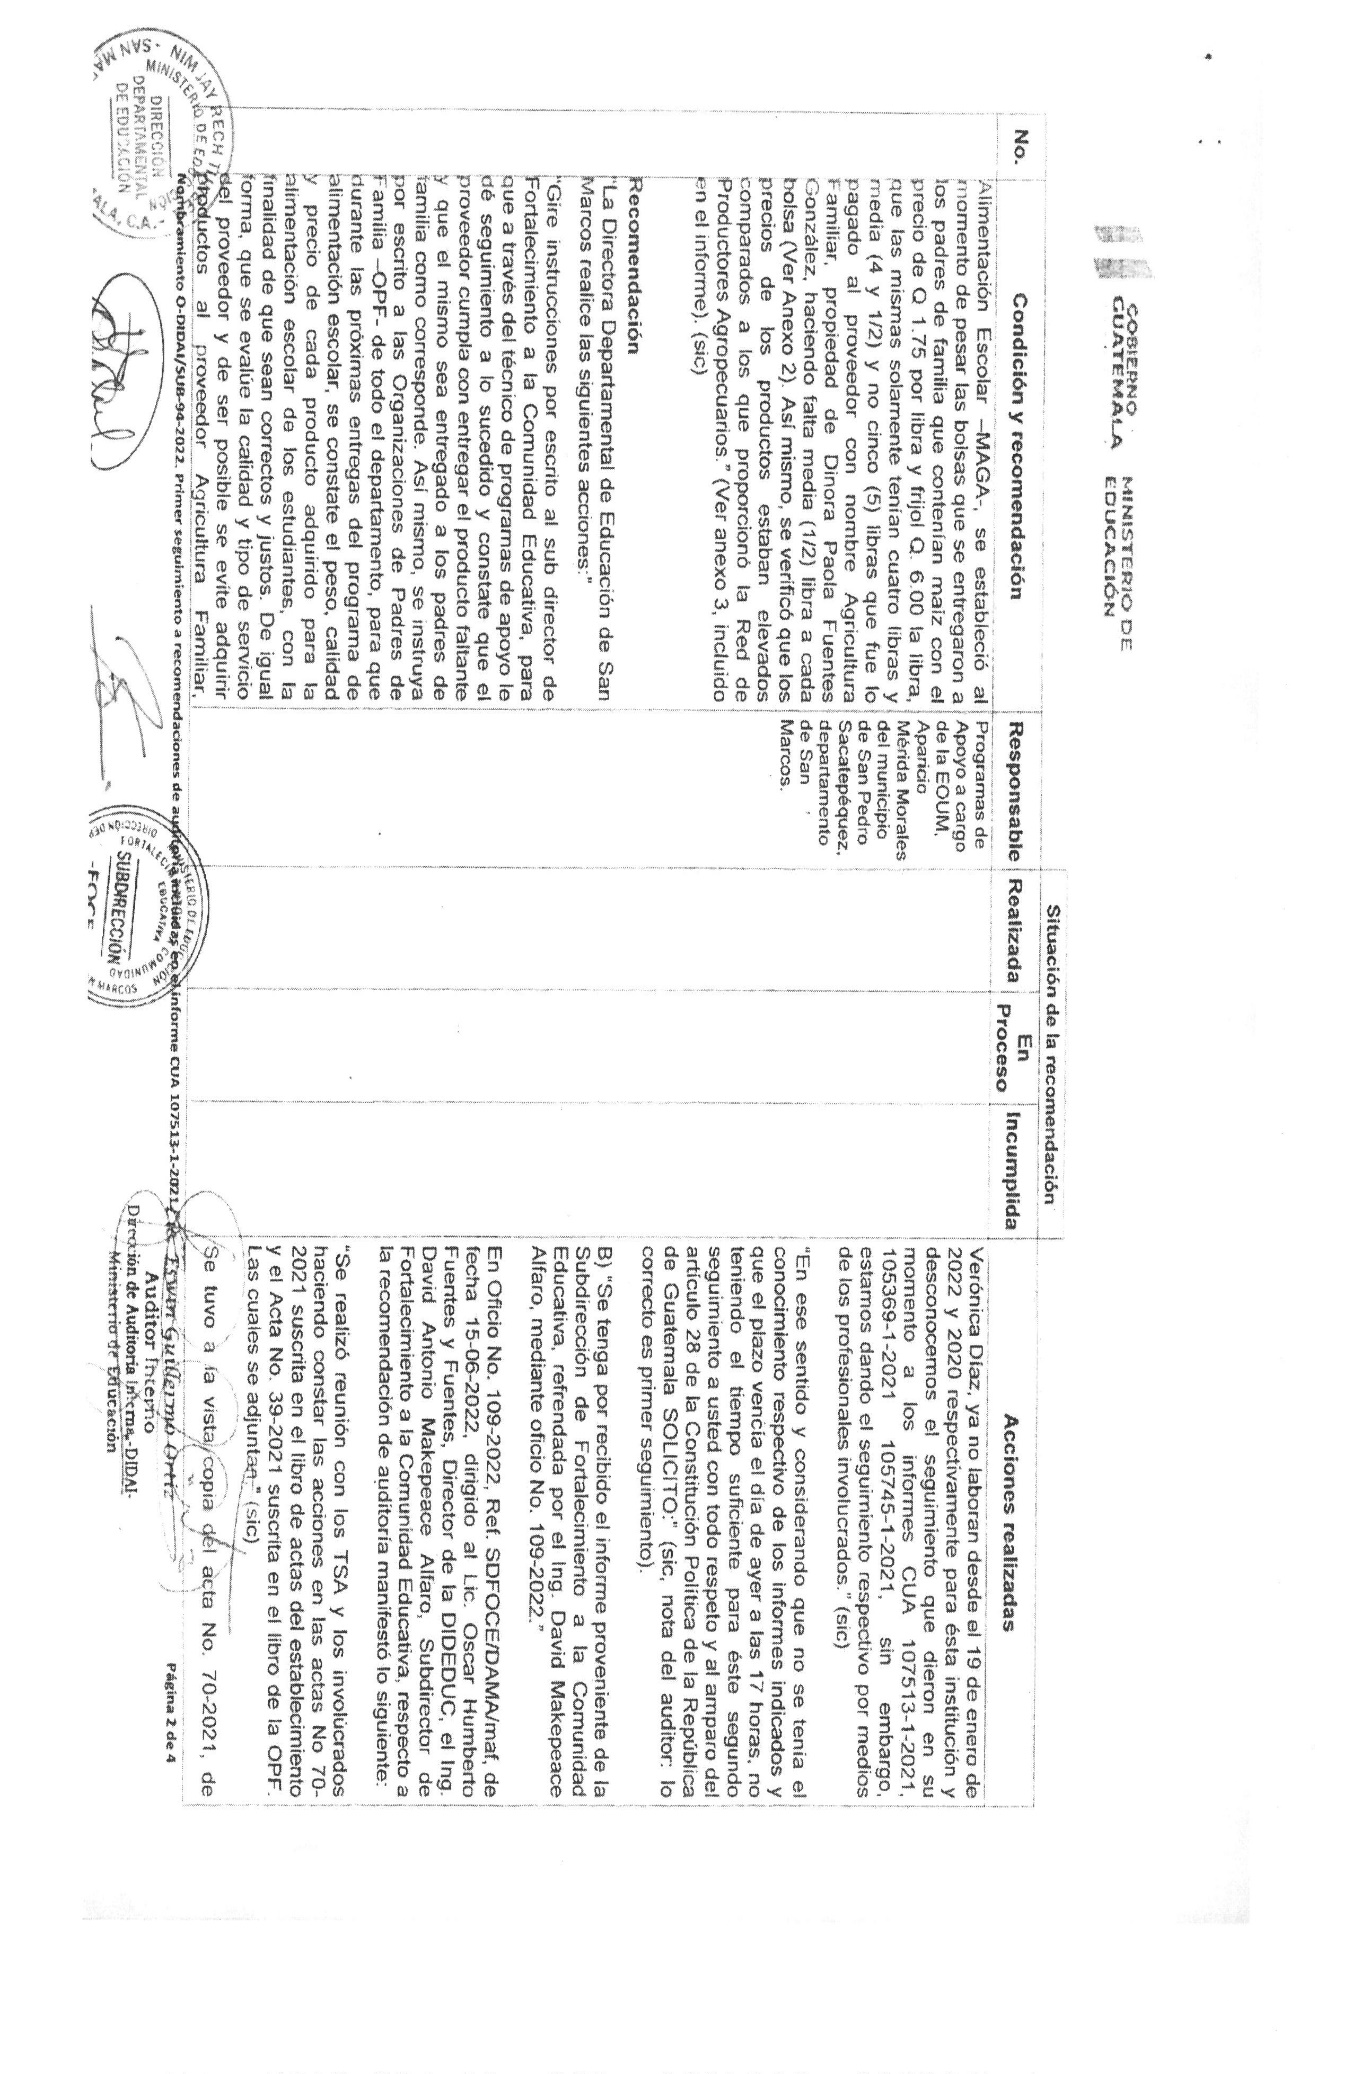 GOBIERNO
GUATEMALA
MINISTERIO DE
EDUCACIÓN
Situación de la recomendación
No.
Condición y recomendación
Responsable
Realizada
En
Proceso
Incumplida
Acciones realizadas
Alimentación Escolar –MAGA-, se estableció al
momento de pesar las bolsas que se entregaron a
los padres de familia que contenían maíz con el
precio de Q 1.75 por libra y frijol Q. 6.00 la libra,
que las mismas solamente tenían cuatro libras y
media (4 y 1/2) y no cinco (5) libras que fue lo
pagado al proveedor con nombre Agricultura
Familiar, propiedad de Dinora Paola Fuentes
González, haciendo falta media (1/2) libra a cada
bolsa (Ver Anexo 2). Así mismo, se verificó que los
precios de los productos estaban elevados
comparados a los que proporcionó la Red de
Productores Agropecuarios.” (Ver anexo 3, incluido
en el informe). (sic)
Recomendación
“La Directora Departamental de Educación de San
Marcos realice las siguientes acciones:”
“Gire instrucciones por escrito al sub director de
Fortalecimiento a la Comunidad Educativa, para
que a través del técnico de programas de apoyo le
dé seguimiento a lo sucedido y constate que el
proveedor cumpla con entregar el producto faltante
y que el mismo sea entregado a los padres de
familia como corresponde. Así mismo, se instruya
por escrito a las Organizaciones de Padres de
Familia –OPF- de todo el departamento, para que
durante las próximas entregas del programa de
alimentación escolar, se constate el peso, calidad
y precio de cada producto adquirido para la
alimentación escolar de los estudiantes, con la
finalidad de que sean correctos y justos. De igual
forma, que se evalúe la calidad y tipo de servicio
del proveedor y de ser posible se evite adquirir
productos al proveedor Agricultura Familiar,
Programas de
Apoyo a cargo
de la EOUM,
Aparicio
Mérida Morales
del municipio
de San Pedro
Sacatepéquez,
departamento
de San
Marcos.
Verónica Díaz, ya no laboran desde el 19 de enero de
2022 y 2020 respectivamente para ésta institución y
desconocemos el seguimiento que dieron en su
momento a los informes CUA 107513-1-2021,
105369-1-2021 105745-1-2021, sin embargo,
estamos dando el seguimiento respectivo por medios
de los profesionales involucrados.” (sic)
“En ese sentido y considerando que no se tenía el
conocimiento respectivo de los informes indicados y
que el plazo vencía el día de ayer a las 17 horas, no
teniendo el tiempo suficiente para éste segundo
seguimiento a usted con todo respeto y al amparo del
artículo 28 de la Constitución Política de la República
de Guatemala SOLICITO:” (sic, nota del auditor: lo
correcto es primer seguimiento).
B) “Se tenga por recibido el informe proveniente de la
Subdirección de Fortalecimiento a la Comunidad
Educativa, refrendada por el Ing. David Makepeace
Alfaro, mediante oficio No. 109-2022.”
En Oficio No. 109-2022, Ref. SDFOCE/DAMA/maf, de
fecha 15-06-2022, dirigido al Lic. Oscar Humberto
Fuentes y Fuentes, Director de la DIDEDUC, el Ing.
David Antonio Makepeace Alfaro, Subdirector de
Fortalecimiento a la Comunidad Educativa, respecto a
la recomendación de auditoría manifestó lo siguiente:
“Se realizó reunión con los TSA y los involucrados
haciendo constar las acciones en las actas No 70-
2021 suscrita en el libro de actas del establecimiento
y el Acta No. 39-2021 suscrita en el libro de la OPF.
Las cuales se adjuntan.” (sic)
Se tuvo a la vista copia del acta No. 70-2021, de
Nombramiento O-DIDAI/SUB-94-2022. Primer seguimiento a recomendaciones de auditoría incluidas en el informe CUA 107513-1-2021
Página 2 de 4
Auditor Interno
Dirección de Auditoría Interna -DIDAI-
Ministerio de Educación
DIRECCIÓN
DEPARTAMENTAL
DE EDUCACIÓN
SUBDIRECCIÓN